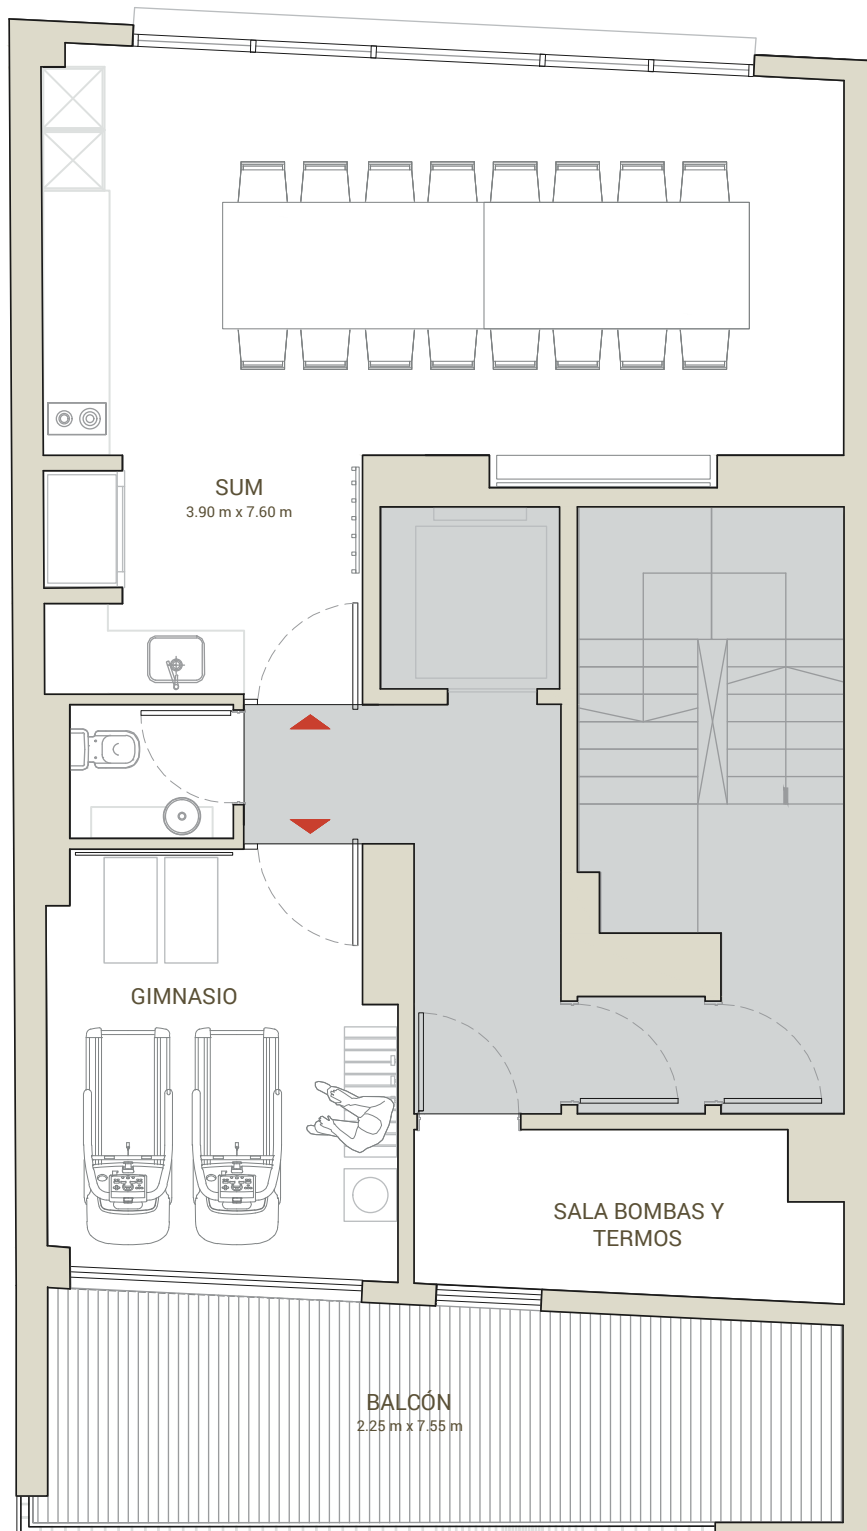 SUM
3.90 m x 7.60 m
GIMNASIO
SALA BOMBAS Y
TERMOS
BALCÓN
2.25 m x 7.55 m